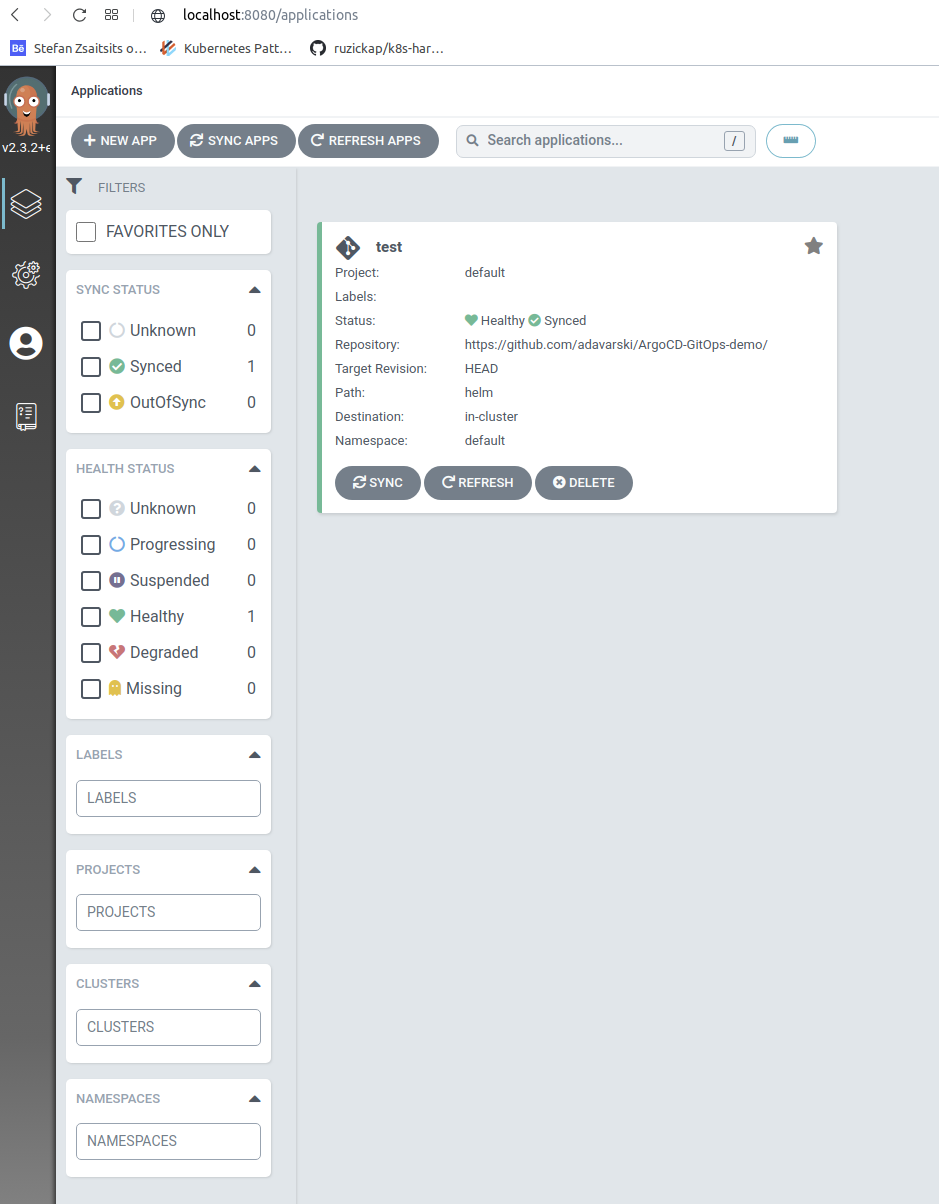 localhost:8080/applications
Bē Stefan Zsaitsits o... Kubernetes Patt... ruzickap/k8s-har...
Applications
v2.3.2+e
NEW APP SYNC APPS REFRESH APPS Search applications... /
FILTERS
FAVORITES ONLY
SYNC STATUS
Unknown 0
Synced 1
OutOfSync 0
HEALTH STATUS
Unknown 0
Progressing 0
Suspended 0
Healthy 1
Degraded 0
Missing 0
LABELS
LABELS
PROJECTS
PROJECTS
CLUSTERS
CLUSTERS
NAMESPACES
NAMESPACES
test
Project: default
Labels:
Status: Healthy Synced
Repository: https://github.com/adavarski/ArgoCD-GitOps-demo/
Target Revision: HEAD
Path: helm
Destination: in-cluster
Namespace: default
SYNC REFRESH DELETE